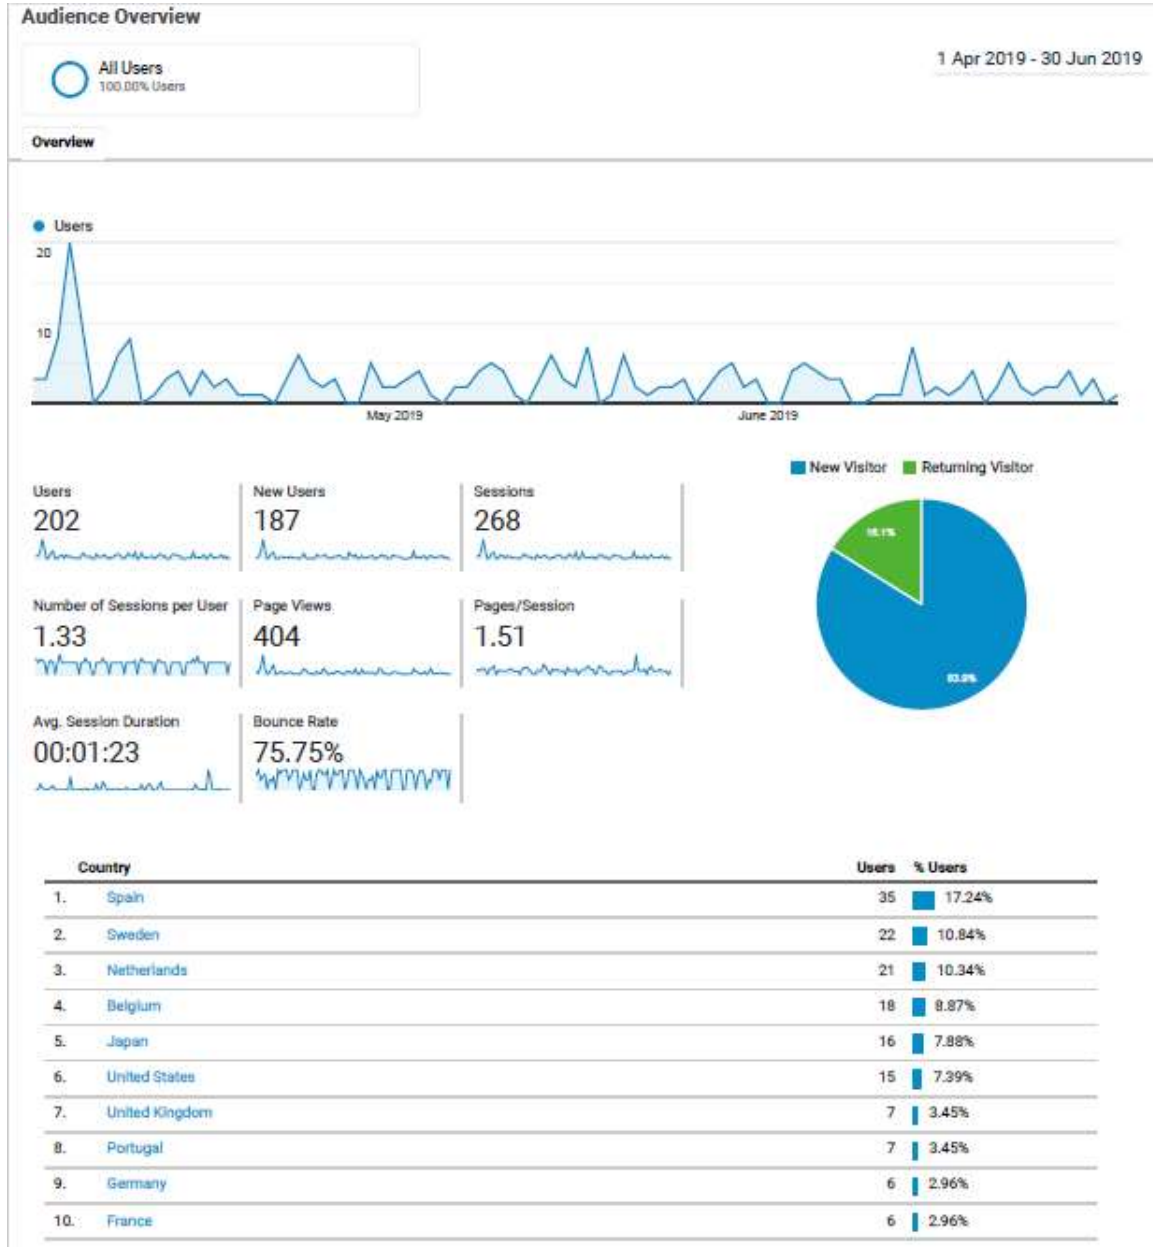 Audience Overview
All Users
100.00% Users
1 Apr 2019 - 30 Jun 2019
Overview
Users
20
10
May 2019
June 2019
New Visitor Returning Visitor
Users New Users Sessions
202 187 268
Number of Sessions per User Page Views Pages/Session
1.33 404 1.51
Avg. Session Duration Bounce Rate
00:01:23 75.75%
16.1%
83.9%
Country Users % Users
1. Spain 35 17.24%
2. Sweden 22 10.84%
3. Netherlands 21 10.34%
4. Belgium 18 8.87%
5. Japan 16 7.88%
6. United States 15 7.39%
7. United Kingdom 7 3.45%
8. Portugal 7 3.45%
9. Germany 6 2.96%
10. France 6 2.96%